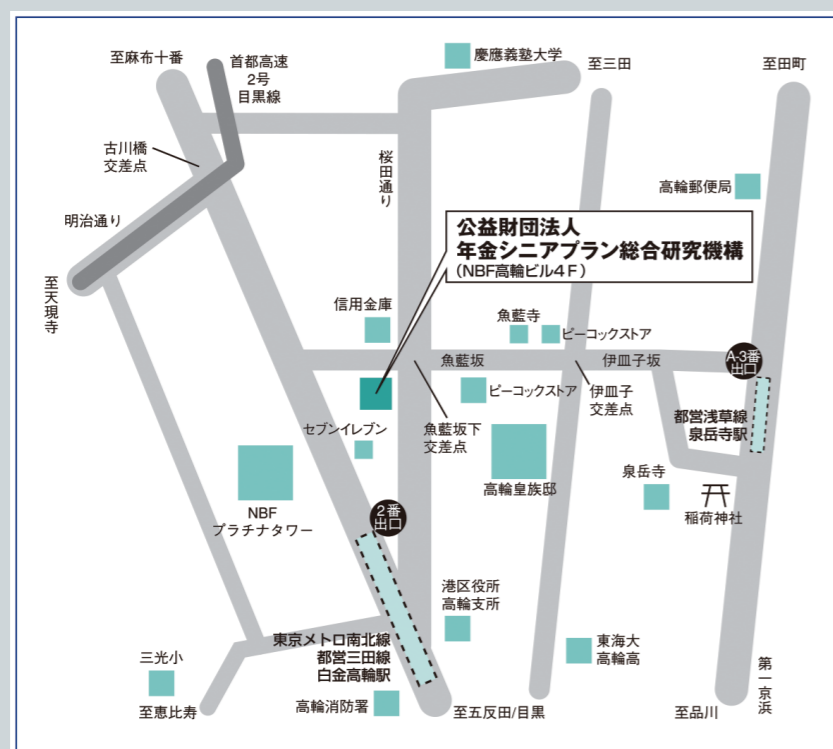 至麻布十番
首都高速
2号
目黒線
慶應義塾大学
至三田
至田町
古川橋
交差点
桜田通り
高輪郵便局
明治通り
公益財団法人
年金シニアプラン総合研究機構
（NBF高輪ビル4F）
至天現寺
信用金庫
魚藍寺
ピーコックストア
魚藍坂
伊皿子坂
A-3番
出口
ピーコックストア
伊皿子
交差点
都営浅草線
泉岳寺駅
セブンイレブン
魚藍坂下
交差点
高輪皇族邸
泉岳寺
稲荷神社
NBF
プラチナタワー
2番
出口
港区役所
高輪支所
東京メトロ南北線
都営三田線
白金高輪駅
東海大
高輪高
三光小
第一京浜
至恵比寿
高輪消防署
至五反田/目黒
至品川